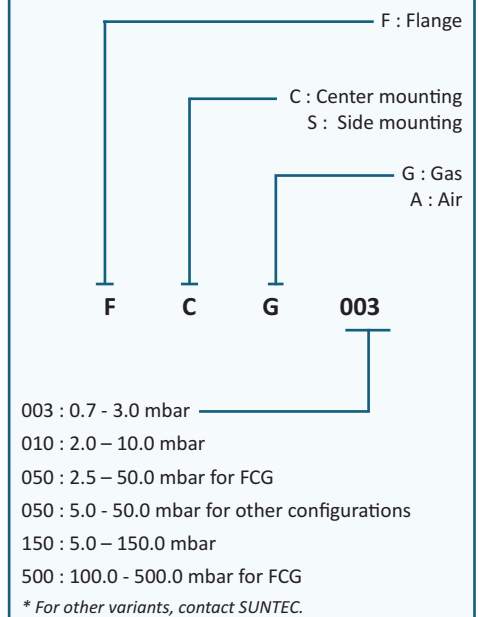 F : Flange
C : Center mounting
S : Side mounting
G : Gas
A : Air
F C G 003
003 : 0.7 - 3.0 mbar
010 : 2.0 – 10.0 mbar
050 : 2.5 – 50.0 mbar for FCG
050 : 5.0 - 50.0 mbar for other configurations
150 : 5.0 – 150.0 mbar
500 : 100.0 - 500.0 mbar for FCG
* For other variants, contact SUNTEC.